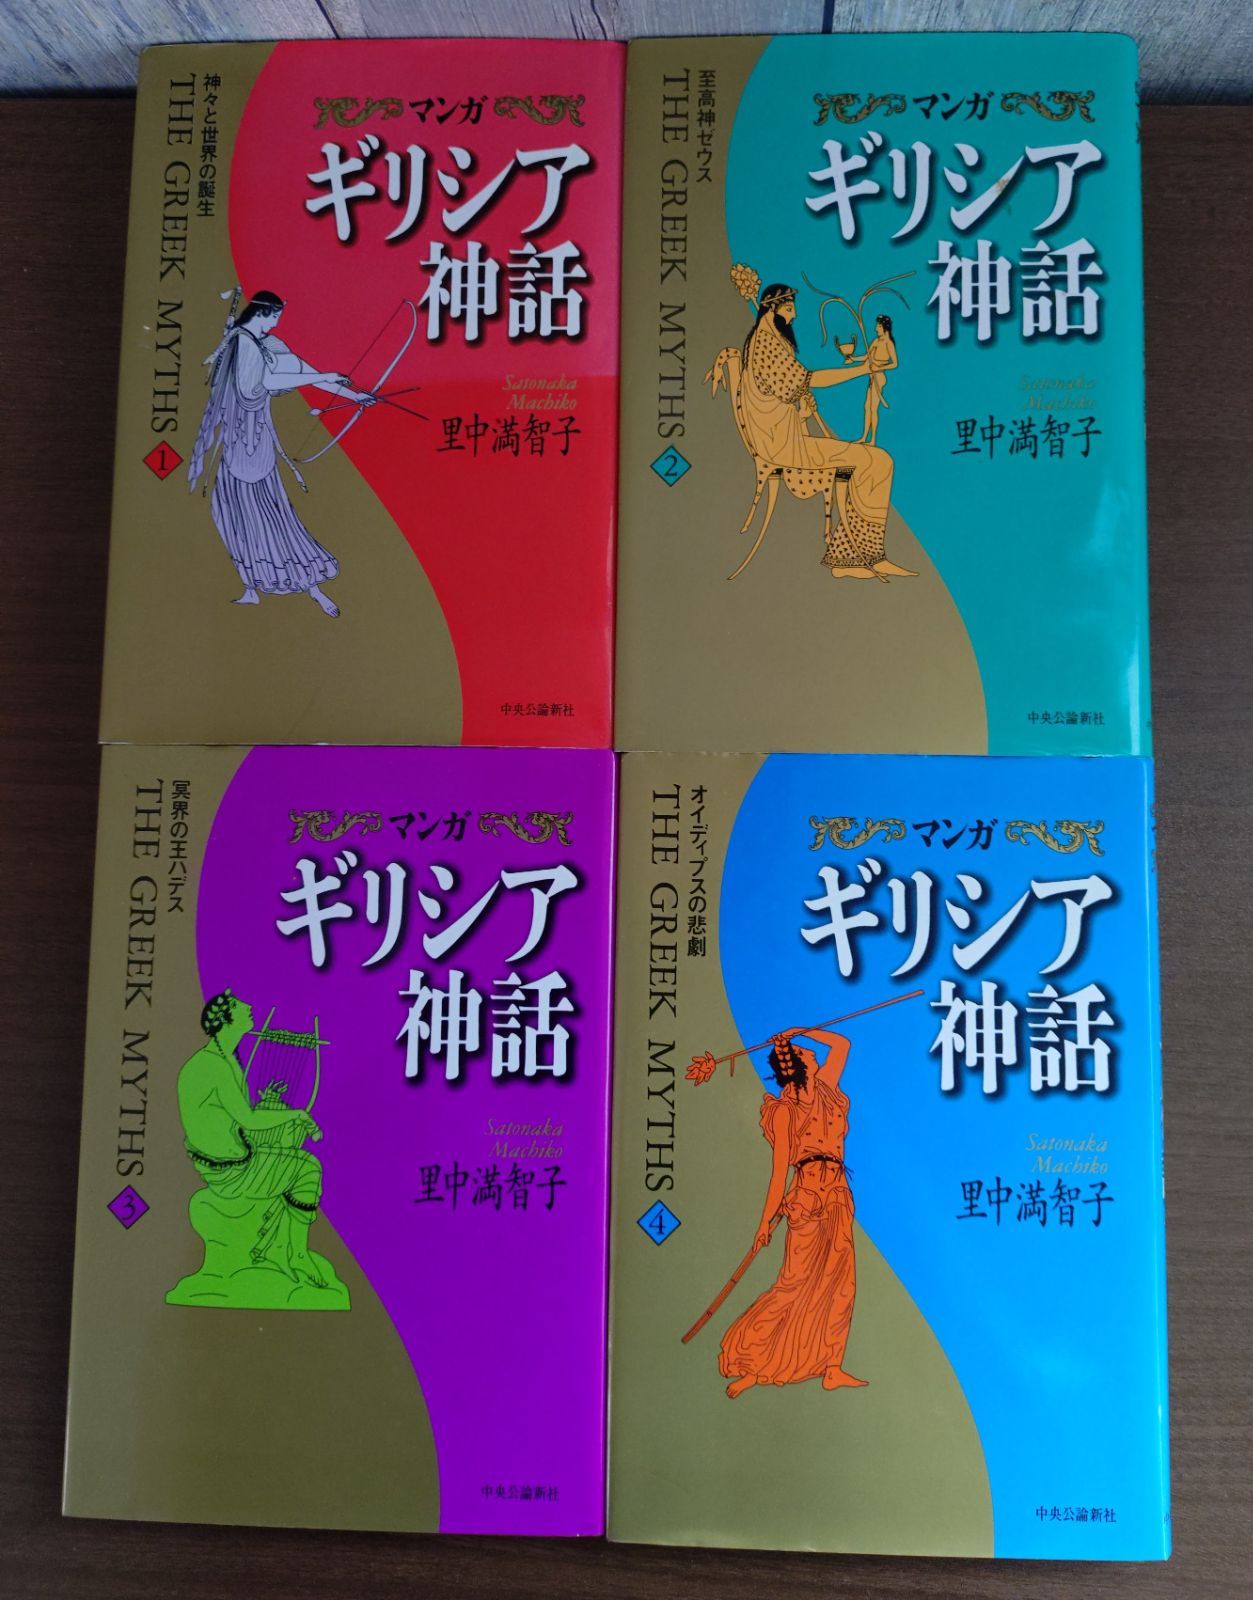 神々と世界の誕生
THE GREEK MYTHS
1
マンガ
ギリシア
神話
Satonaka
Machiko
里中満智子
中央公論新社
至高神ゼウス
THE GREEK MYTHS
2
マンガ
ギリシア
神話
Satonaka
Machiko
里中満智子
中央公論新社
冥界の王ハデス
THE GREEK MYTHS
3
マンガ
ギリシア
神話
Satonaka
Machiko
里中満智子
中央公論新社
オイディプスの悲劇
THE GREEK MYTHS
4
マンガ
ギリシア
神話
Satonaka
Machiko
里中満智子
中央公論新社